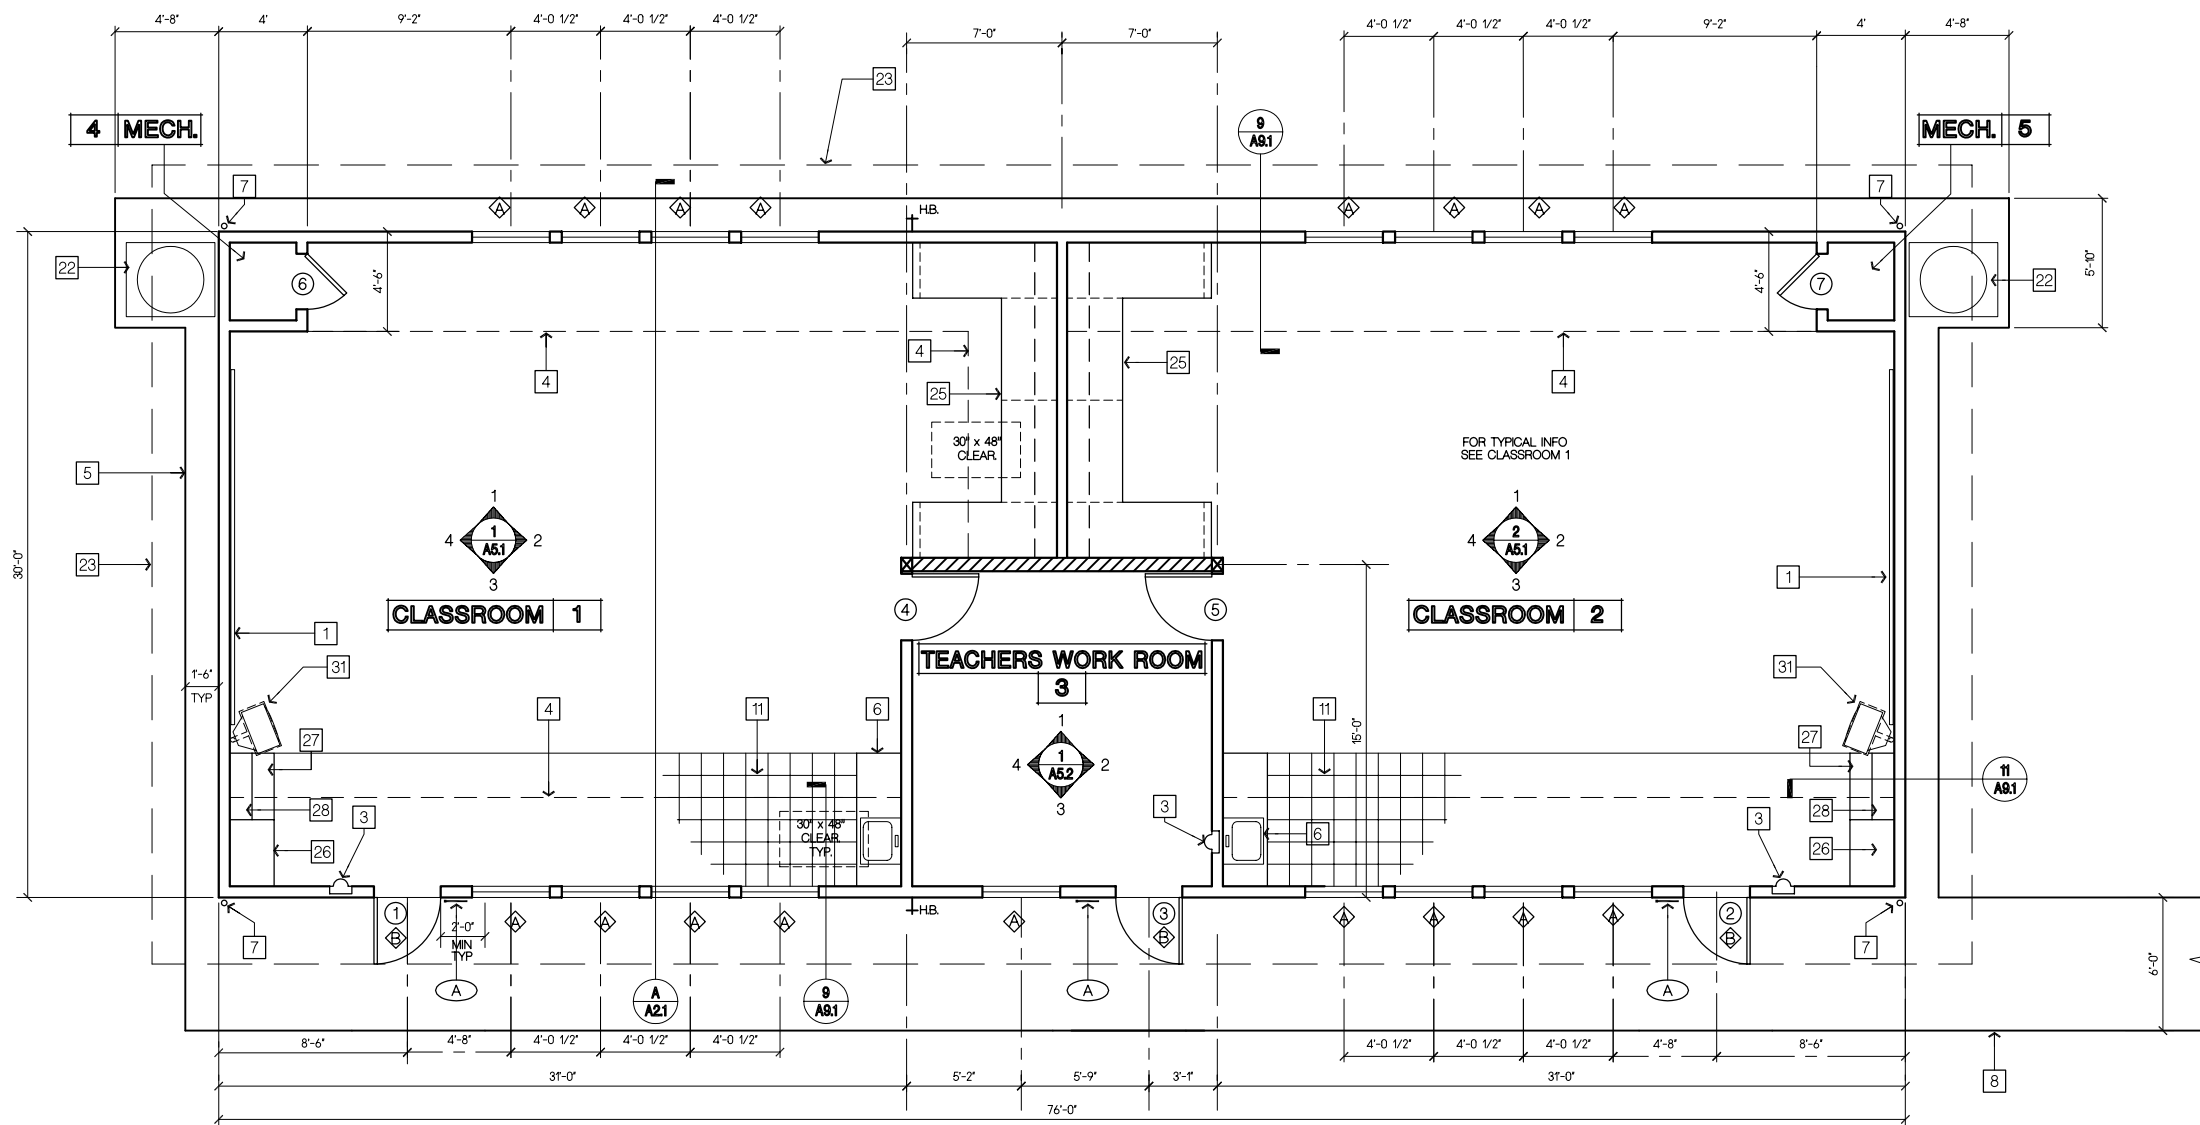 4'-8" 4' 9'-2" 4'-0 1/2" 4'-0 1/2" 4'-0 1/2" 7'-0" 7'-0" 4'-0 1/2" 4'-0 1/2" 4'-0 1/2" 9'-2" 4' 4'-8"
23
4 MECH.
9
A9.1
MECH. 5
7 7
A A A A H.B. A A A A
22 6 4'-6" 4'-6" 7 22 5'-10"
4 4 25 25 4
30" x 48"
CLEAR.
FOR TYPICAL INFO
SEE CLASSROOM 1
5
1
4 1 2
A5.1
3
1
4 2 2
A5.1
3
30'-0"
23 1
CLASSROOM 1
4 5
CLASSROOM 2
1
31
TEACHERS WORK ROOM
3
31
1'-6"
TYP
4 11 6 11
15'-0"
27 27
1
4 1 2
A5.2
3
11
A9.1
28 3 3 3 28
30" x 48"
CLEAR.
TYP.
6
26 26
1 A A A A H.B. A 3 A A A A 2
B B B
2'-0"
MIN
TYP
7 7
6'-0"
A A A
A
A2.1
9
A9.1
8'-6" 4'-8" 4'-0 1/2" 4'-0 1/2" 4'-0 1/2" 4'-0 1/2" 4'-0 1/2" 4'-0 1/2" 4'-8" 8'-6"
31'-0" 5'-2" 5'-9" 3'-1" 31'-0"
8
76'-0"